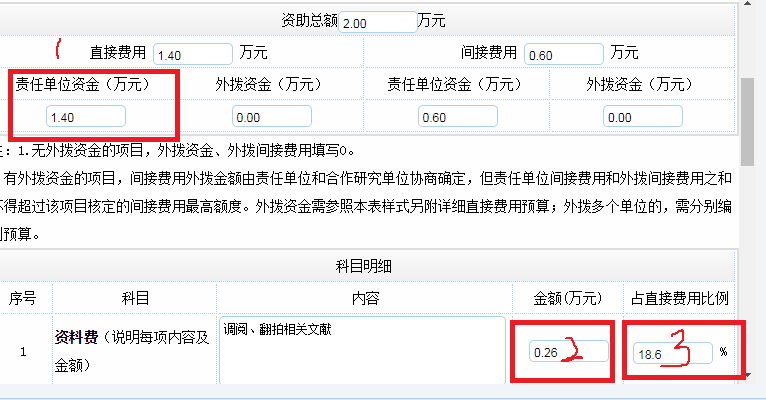 资助总额 2.00 万元
( 直接费用 1.40 万元 间接费用 0.60 万元
责任单位资金（万元） 外拨资金（万元） 责任单位资金（万元） 外拨资金（万元）
1.40 0.00 0.60 0.00
：1.无外拨资金的项目，外拨资金、外拨间接费用填写0。
有外拨资金的项目，间接费用外拨金额由责任单位和合作研究单位协商确定，但责任单位间接费用和外拨间接费用之和
得超过该项目核定的间接费用最高额度。外拨资金需参照本表样式另附详细直接费用预算；外拨多个单位的，需分别编
预算。
科目明细
序号 科目 内容 金额(万元) 占直接费用比例
1 资料费（说明每项内容及金额） 调阅、翻拍相关文献 0.26 2 18.6 3 %